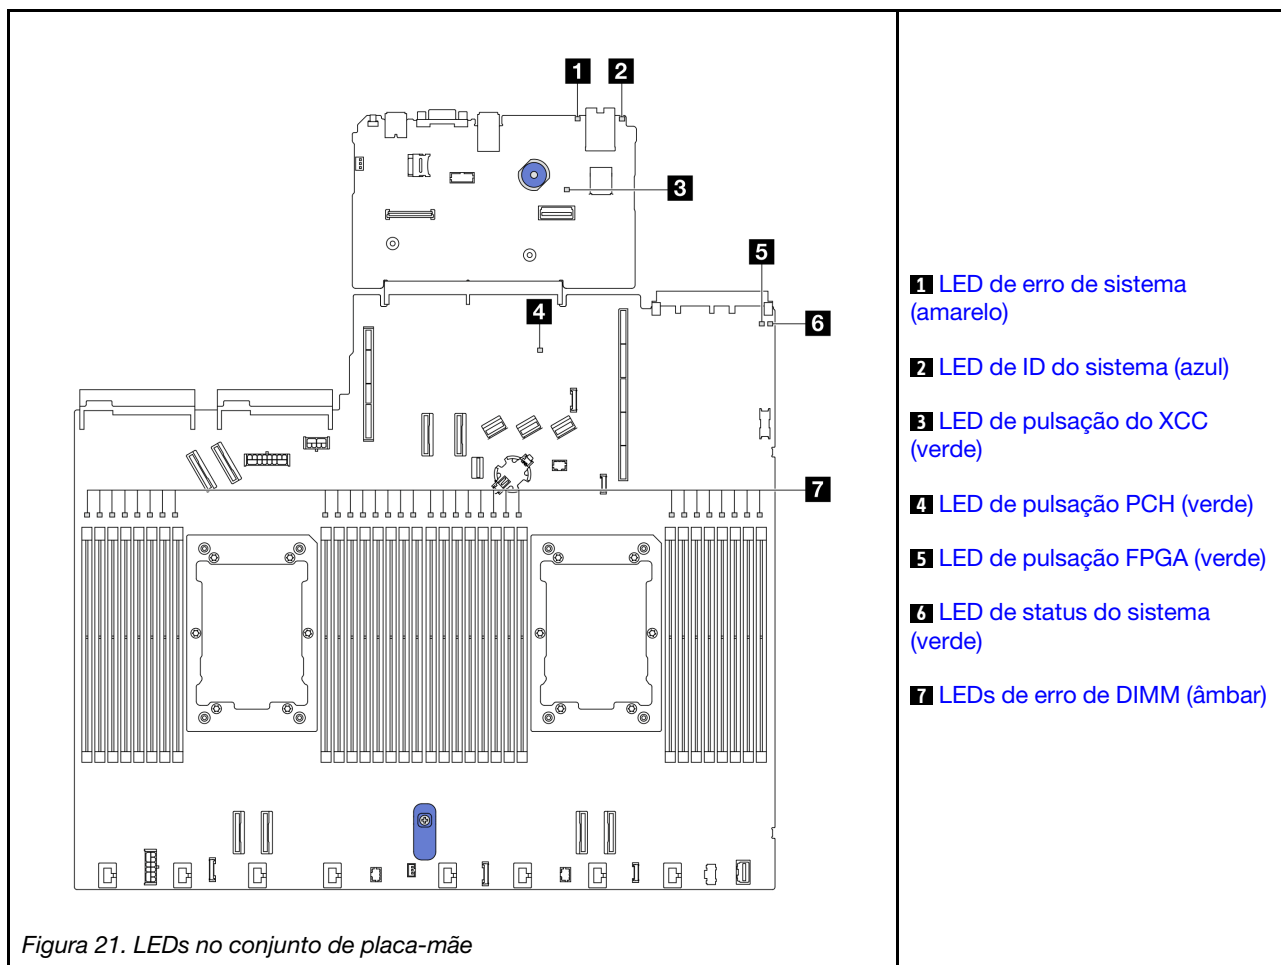 1 2
3
5
4
6
7
1 LED de erro de sistema
(amarelo)
2 LED de ID do sistema (azul)
3 LED de pulsação do XCC
(verde)
4 LED de pulsação PCH (verde)
5 LED de pulsação FPGA (verde)
6 LED de status do sistema
(verde)
7 LEDs de erro de DIMM (âmbar)
Figura 21. LEDs no conjunto de placa-mãe